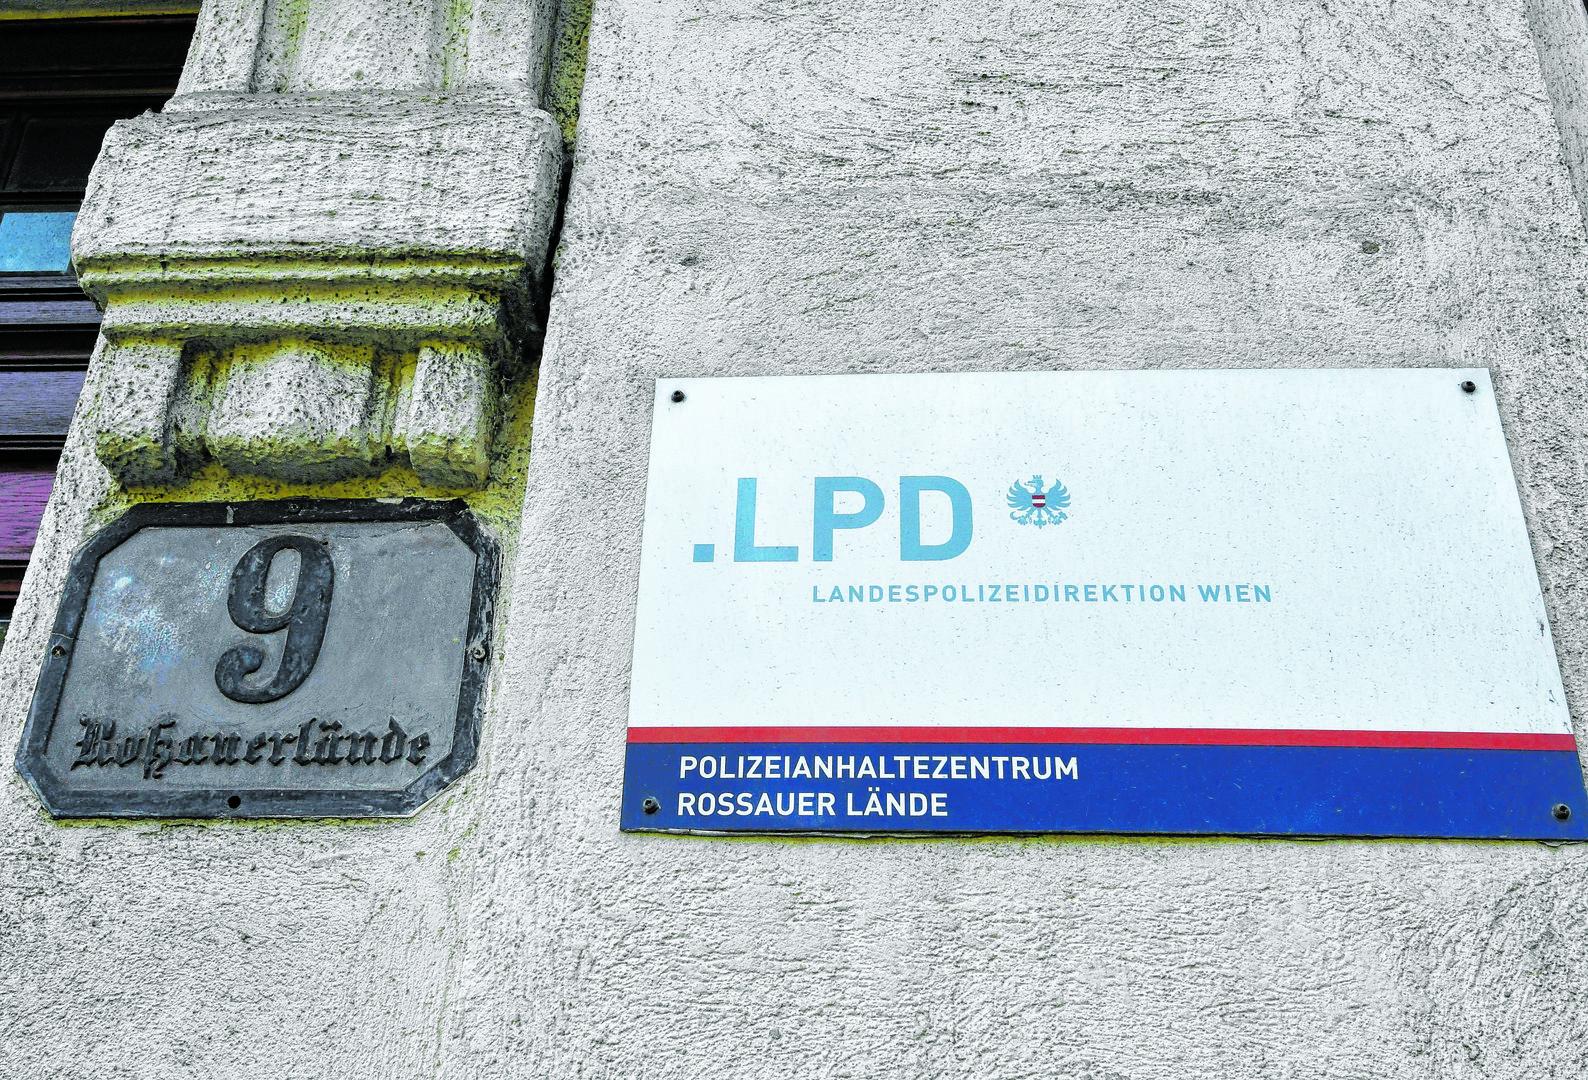 9
Roßauerlände
.LPD
LANDESPOLIZEIDIREKTION WIEN
POLIZEIANHALTEZENTRUM
ROSSAUER LÄNDE